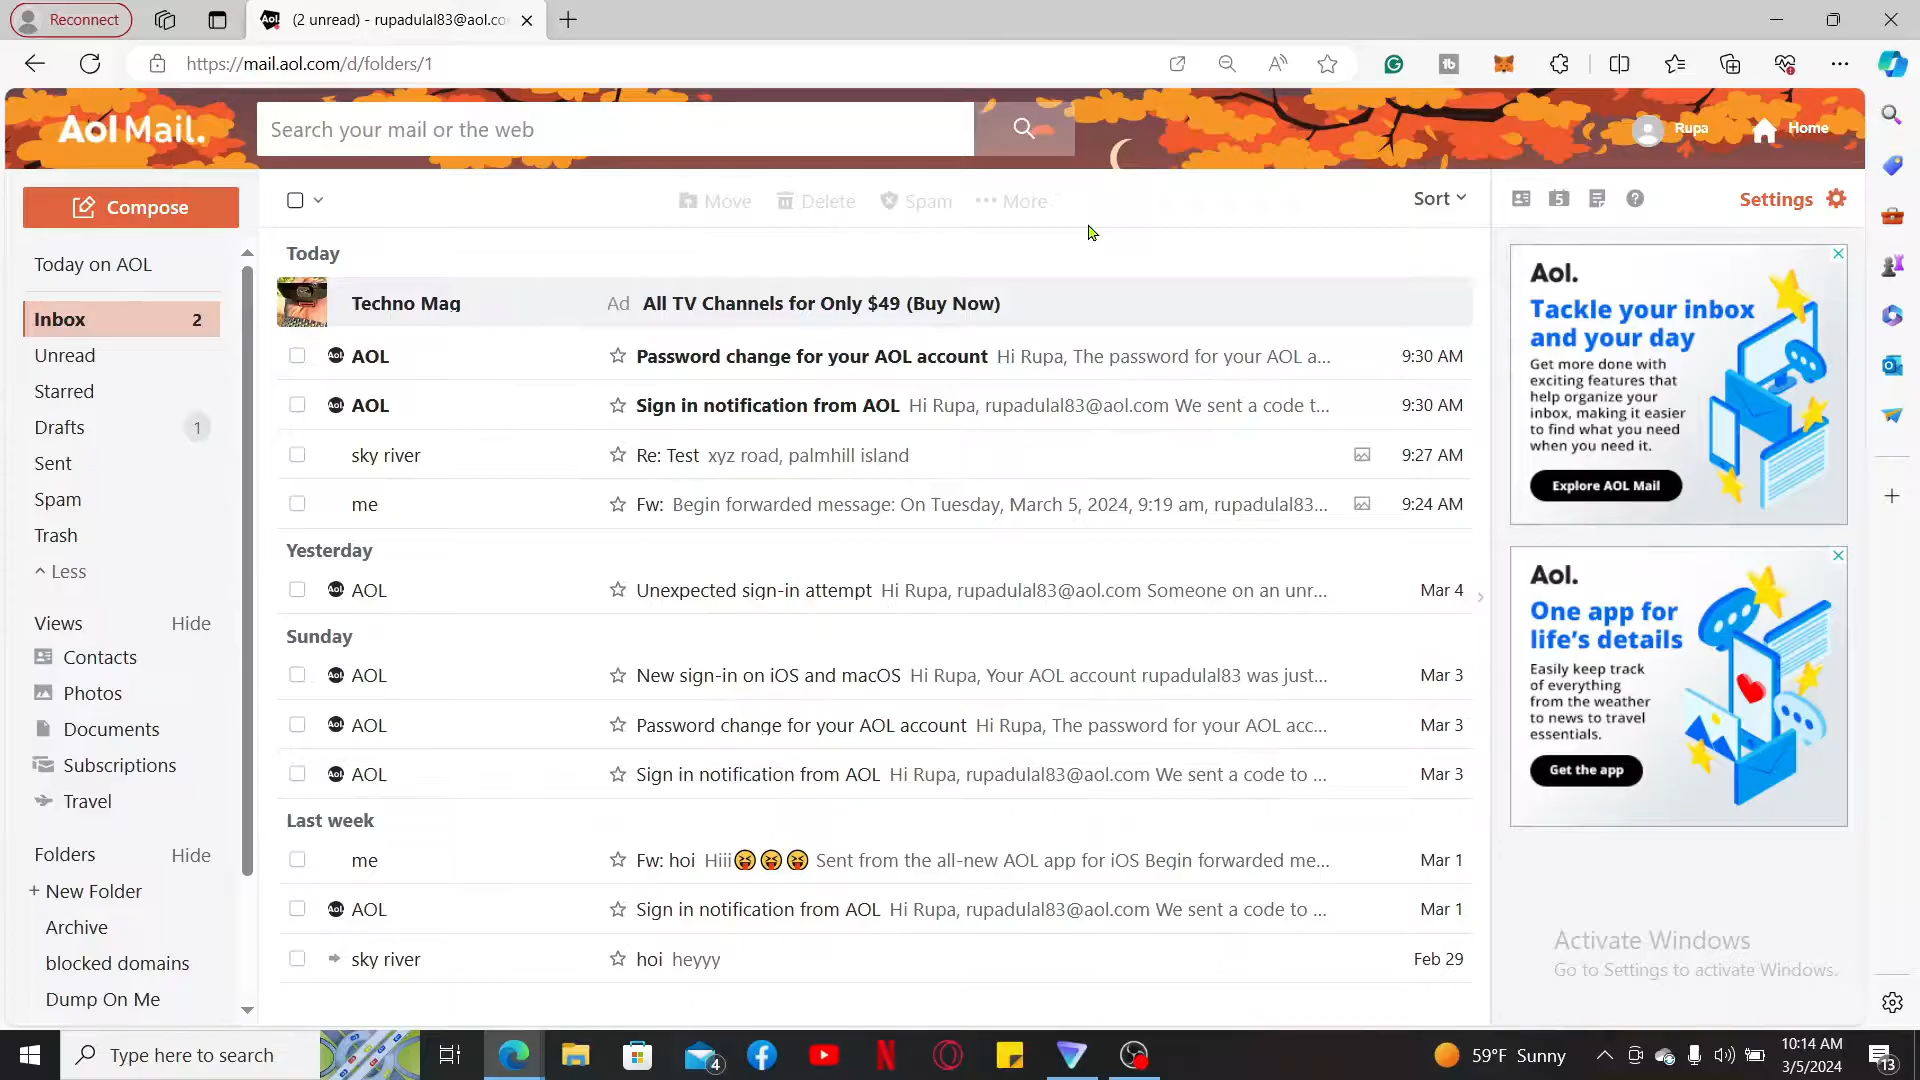 Reconnect
(2 unread) - rupadulal83@aol.co
https://mail.aol.com/d/folders/1
Aol Mail.
Search your mail or the web
Rupa
Home
Compose
Move
Delete
Spam
More
Sort
5
Settings
Today on AOL
Inbox 2
Unread
Starred
Drafts 1
Sent
Spam
Trash
Less
Views Hide
Contacts
Photos
Documents
Subscriptions
Travel
Folders Hide
+ New Folder
Archive
blocked domains
Dump On Me
Today
Techno Mag Ad All TV Channels for Only $49 (Buy Now)
Aol. AOL Password change for your AOL account Hi Rupa, The password for your AOL a... 9:30 AM
Aol. AOL Sign in notification from AOL Hi Rupa, rupadulal83@aol.com We sent a code t... 9:30 AM
sky river Re: Test xyz road, palmhill island 9:27 AM
me Fw: Begin forwarded message: On Tuesday, March 5, 2024, 9:19 am, rupadulal83... 9:24 AM
Yesterday
Aol. AOL Unexpected sign-in attempt Hi Rupa, rupadulal83@aol.com Someone on an unr... Mar 4
Sunday
Aol. AOL New sign-in on iOS and macOS Hi Rupa, Your AOL account rupadulal83 was just... Mar 3
Aol. AOL Password change for your AOL account Hi Rupa, The password for your AOL acc... Mar 3
Aol. AOL Sign in notification from AOL Hi Rupa, rupadulal83@aol.com We sent a code to ... Mar 3
Last week
me Fw: hoi Hiii😝😝😝 Sent from the all-new AOL app for iOS Begin forwarded me... Mar 1
Aol. AOL Sign in notification from AOL Hi Rupa, rupadulal83@aol.com We sent a code to ... Mar 1
sky river hoi heyyy Feb 29
Aol.
Tackle your inbox
and your day
Get more done with
exciting features that
help organize your
inbox, making it easier
to find what you need
when you need it.
Explore AOL Mail
Aol.
One app for
life's details
Easily keep track
of everything
from the weather
to news to travel
essentials.
Get the app
Activate Windows
Go to Settings to activate Windows.
Type here to search
4
59°F Sunny
10:14 AM
3/5/2024
13